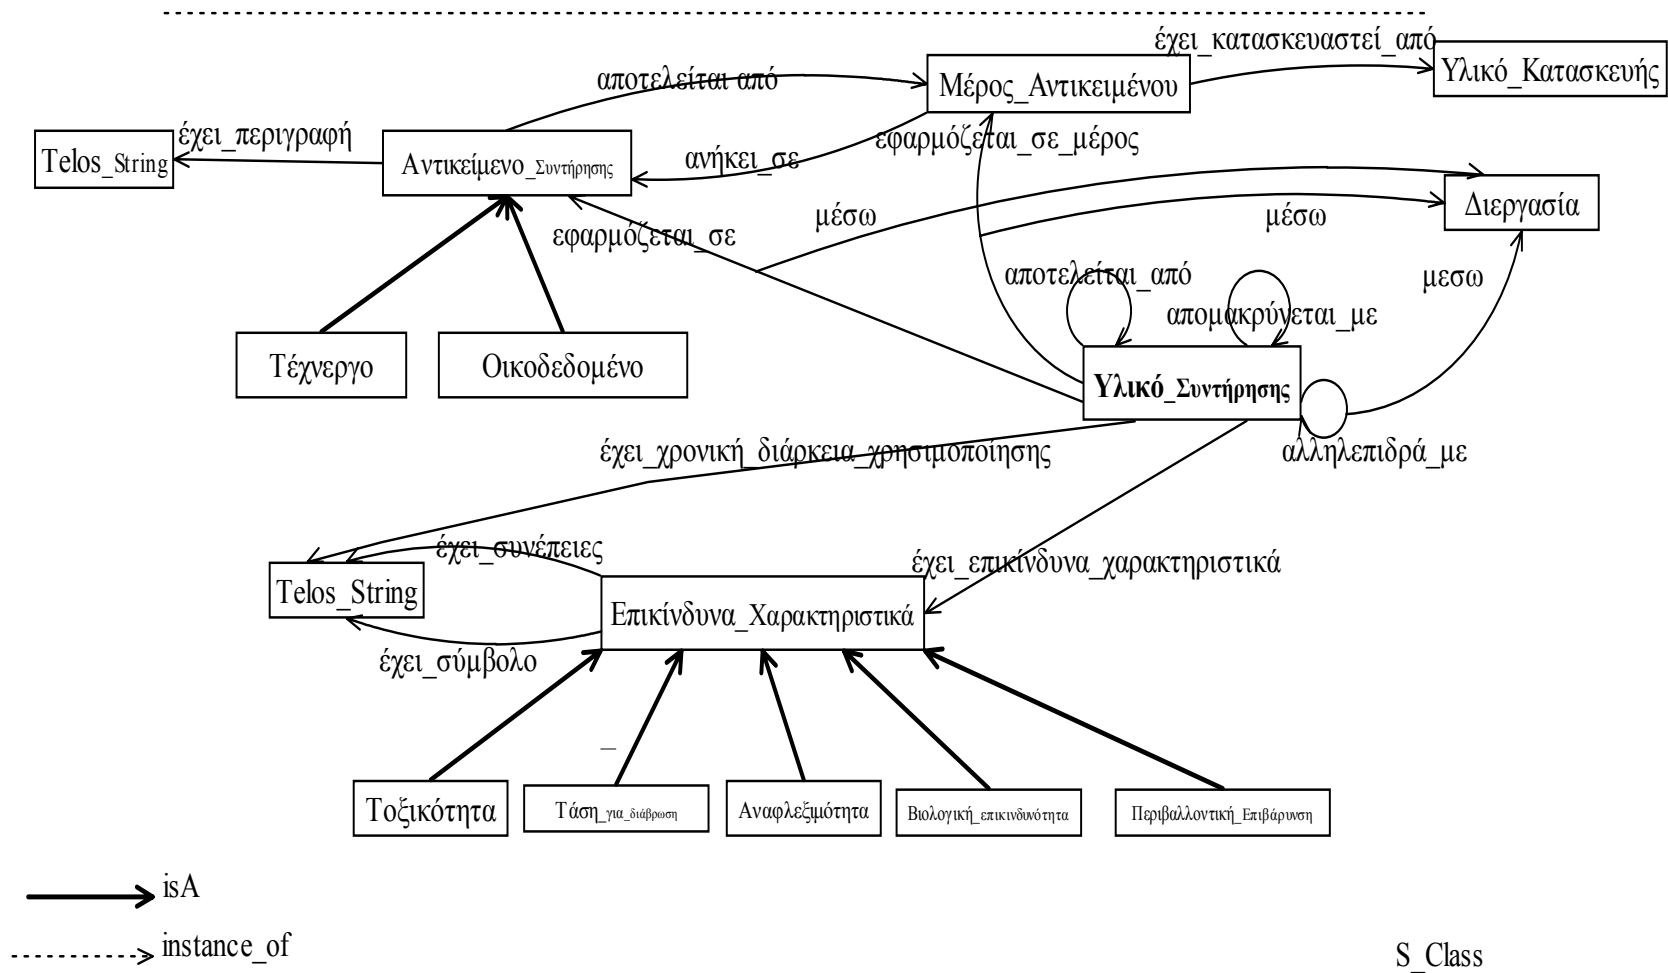 έχει_κατασκευαστεί_από
Υλικό_Κατασκευής
αποτελείται από
Μέρος_Αντικειμένου
έχει_περιγραφή
εφαρμόζεται_σε_μέρος
Telos_String
Αντικείμενο_Συντήρησης
ανήκει_σε
μέσω
μέσω
Διεργασία
εφαρμόζεται_σε
αποτελείται_από
μεσω
απομακρύνεται_με
Τέχνεργο
Οικοδεδομένο
Υλικό_Συντήρησης
έχει_χρονική_διάρκεια_χρησιμοποίησης
αλληλεπιδρά_με
έχει_συνέπειες
έχει_επικίνδυνα_χαρακτηριστικά
Telos_String
Επικίνδυνα_Χαρακτηριστικά
έχει_σύμβολο
_
Τοξικότητα
Τάση_για_διάβρωση
Αναφλεξιμότητα
Βιολογική_επικινδυνότητα
Περιβαλλοντική_Επιβάρυνση
isA
instance_of
S_Class